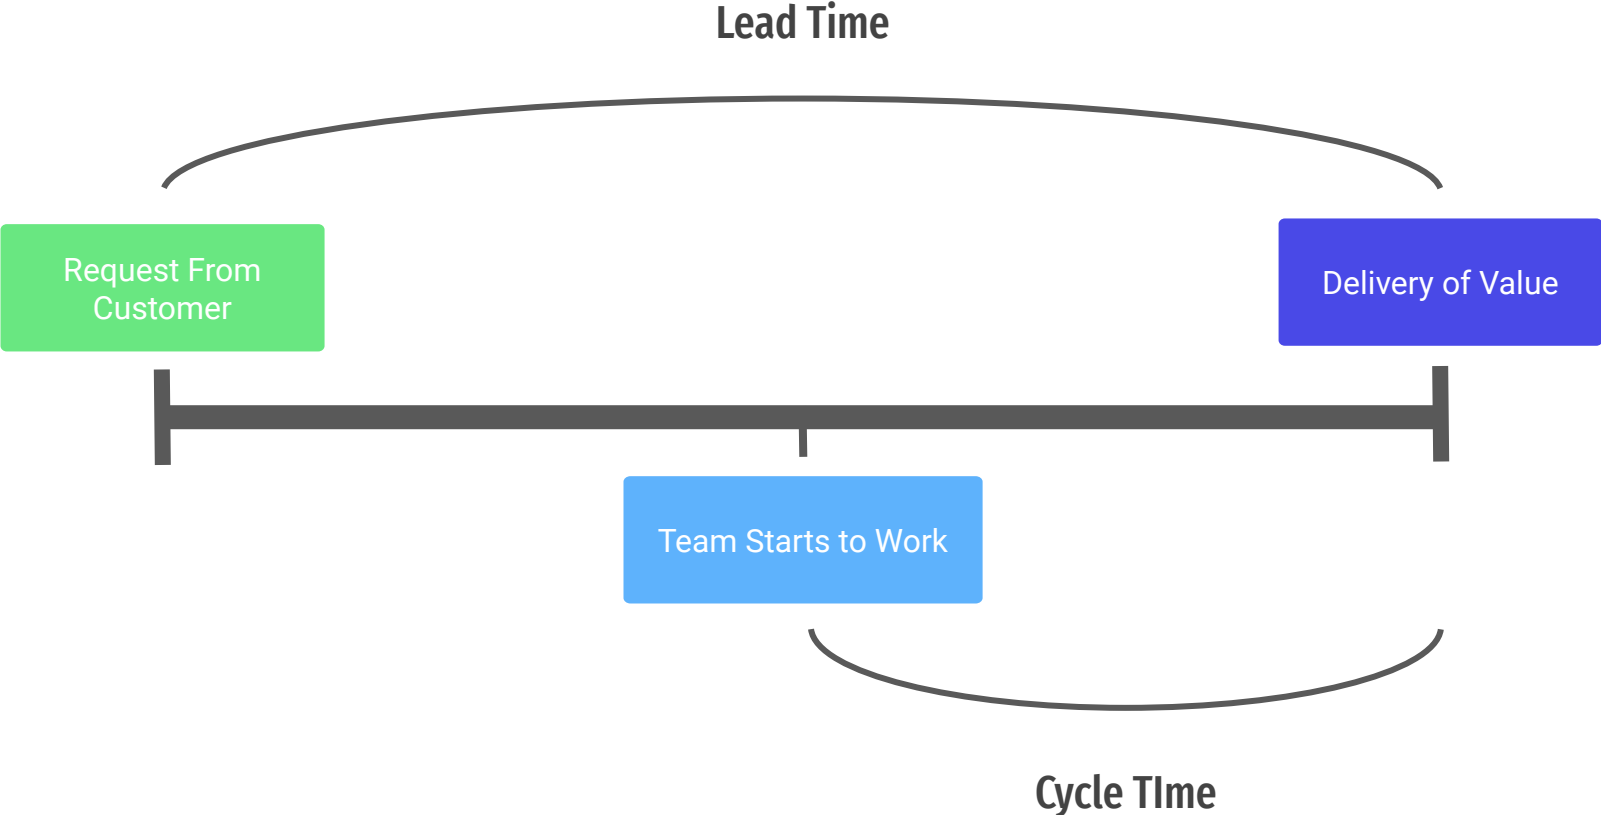 Lead Time
Request From
Customer
Delivery of Value
Team Starts to Work
Cycle TIme